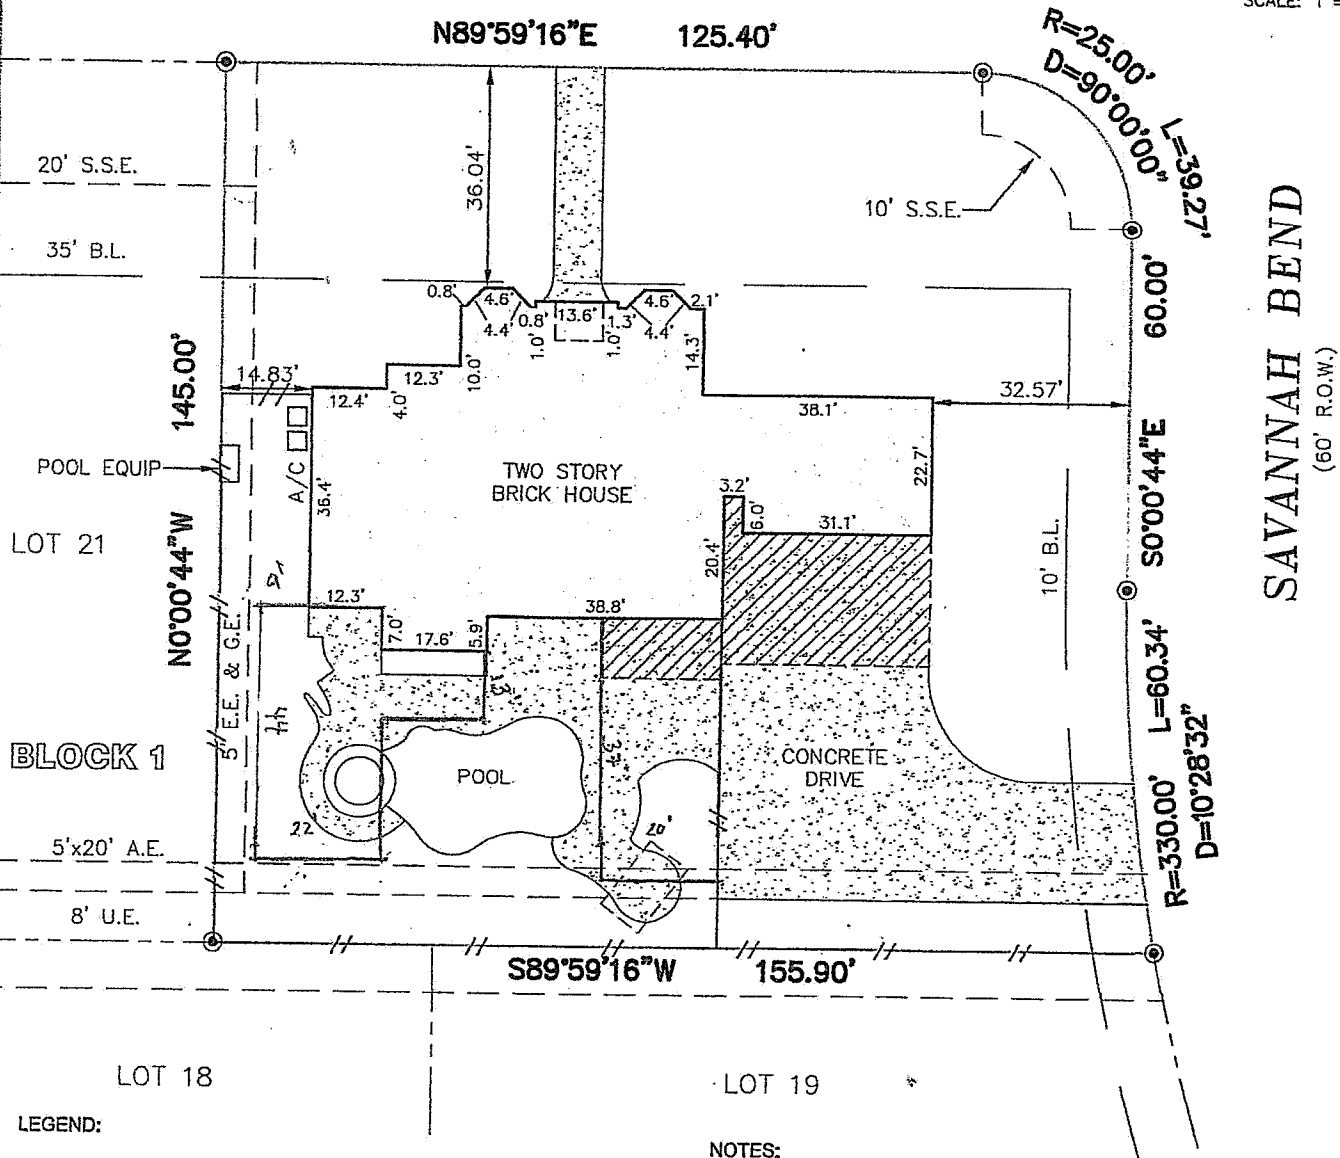 SCALE: 1 =
N89°59'16"E 125.40'
R=25.00'
D=90°00'00"
L=39.27'
20' S.S.E.
36.04'
10' S.S.E.
35' B.L.
SAVANNAH BEND
(60' R.O.W.)
60.00'
0.8'
4.6'
4.4'
0.8'
1.0'
13.6'
1.3'
1.0'
4.6'
4.4'
2.1'
14.3'
145.00'
14.83'
12.4'
4.0'
12.3'
10.0'
38.1'
32.57'
S0°00'44"E
POOL EQUIP
A/C
36.4'
TWO STORY
BRICK HOUSE
3.2'
6.0'
22.7'
31.1'
20.4'
10' B.L.
LOT 21
N0°00'44"W
12.3'
7.0'
17.6'
5.9'
38.8'
5' E.E. & G.E.
13'
44
37
22
20'
L=60.34'
R=330.00'
D=10°28'32"
BLOCK 1
POOL
CONCRETE
DRIVE
5'x20' A.E.
8' U.E.
S89°59'16"W 155.90'
LOT 18
LOT 19
LEGEND:
NOTES: